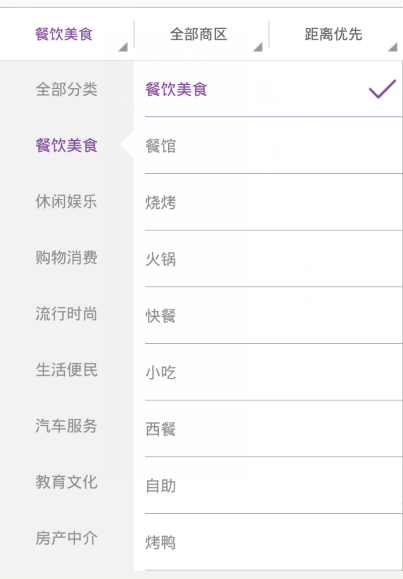 餐饮美食
全部商区
距离优先
全部分类
餐饮美食
休闲娱乐
购物消费
流行时尚
生活便民
汽车服务
教育文化
房产中介
餐饮美食
餐馆
烧烤
火锅
快餐
小吃
西餐
自助
烤鸭